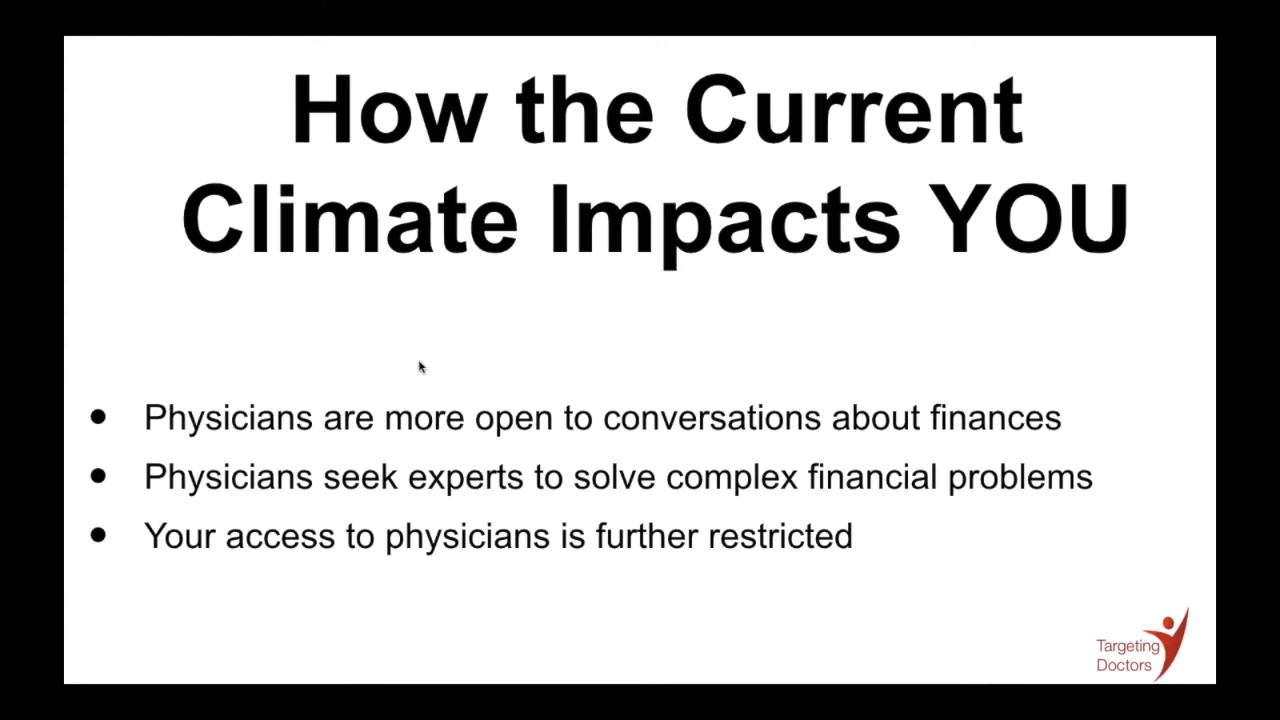 How the Current
Climate Impacts YOU
● Physicians are more open to conversations about finances
● Physicians seek experts to solve complex financial problems
● Your access to physicians is further restricted
Targeting
Doctors